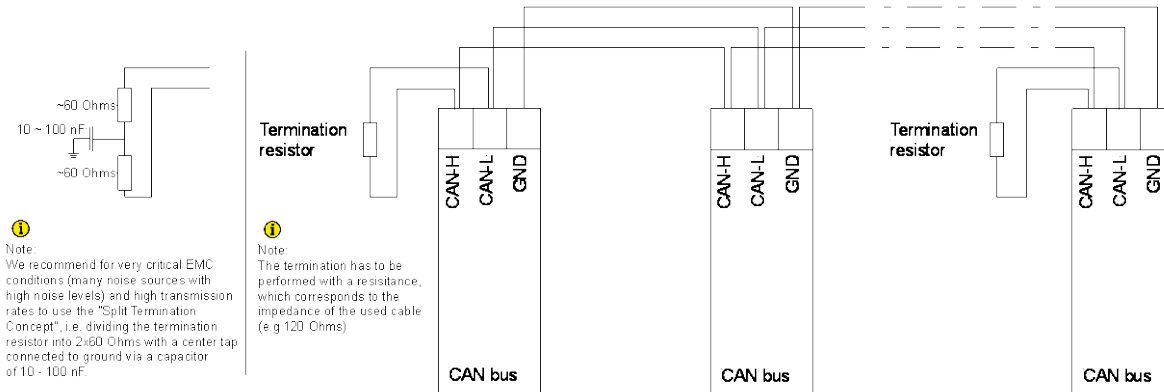 ~60 Ohms
10 ~ 100 nF
~60 Ohms
i
Note:
We recommend for very critical EMC
conditions (many noise sources with
high noise levels) and high transmission
rates to use the "Split Termination
Concept", i.e. dividing the termination
resistor into 2x60 Ohms with a center tap
connected to ground via a capacitor
of 10 - 100 nF.
Termination
resistor
i
Note:
The termination has to be
performed with a resisitance,
which corresponds to the
impedance of the used cable
(e.g 120 Ohms)
CAN-H
CAN-L
GND
CAN bus
CAN-H
CAN-L
GND
CAN bus
Termination
resistor
CAN-H
CAN-L
GND
CAN bus